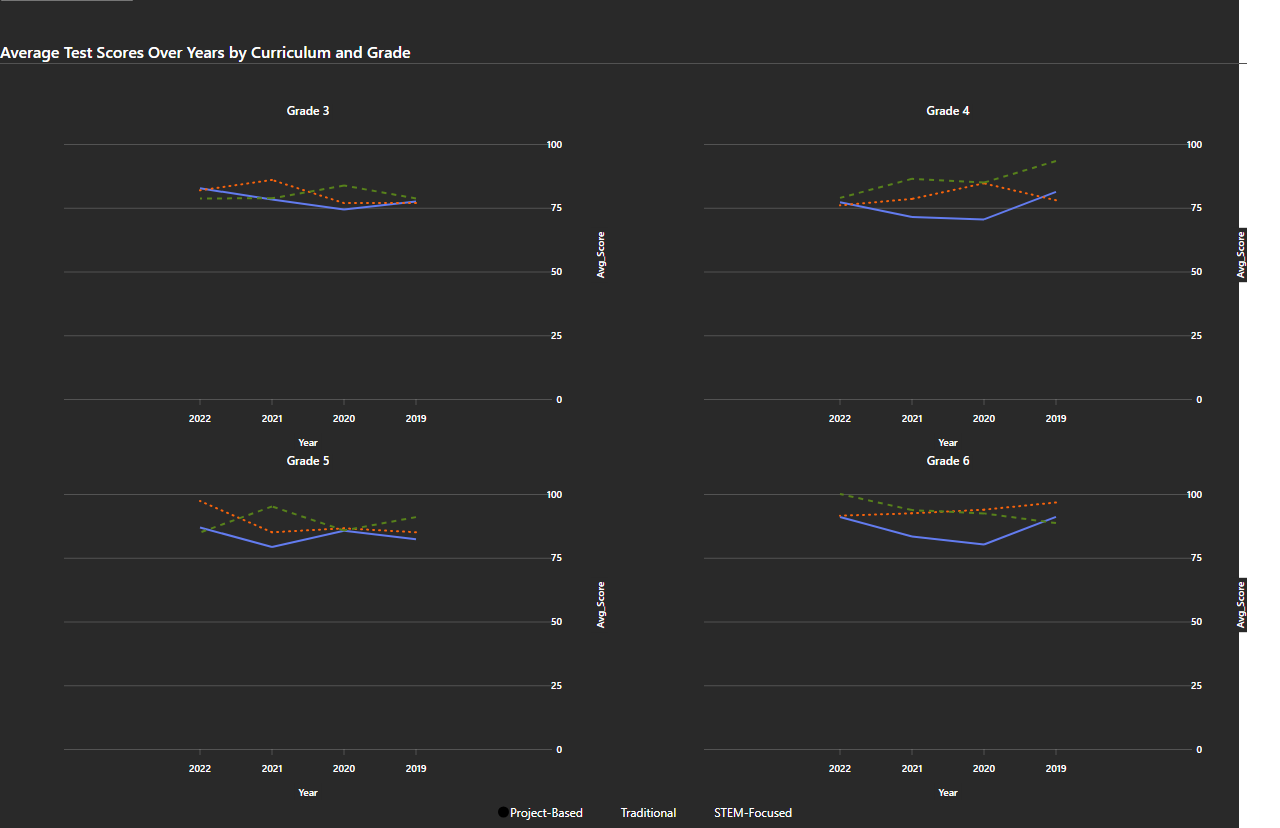 Average Test Scores Over Years by Curriculum and Grade
Grade 3
100
75
50
25
0
Avg_Score
2022 2021 2020 2019
Year
Grade 4
100
75
50
25
0
Avg_Score
2022 2021 2020 2019
Year
Grade 5
100
75
50
25
0
Avg_Score
2022 2021 2020 2019
Year
Grade 6
100
75
50
25
0
Avg_Score
2022 2021 2020 2019
Year
Project-Based Traditional STEM-Focused